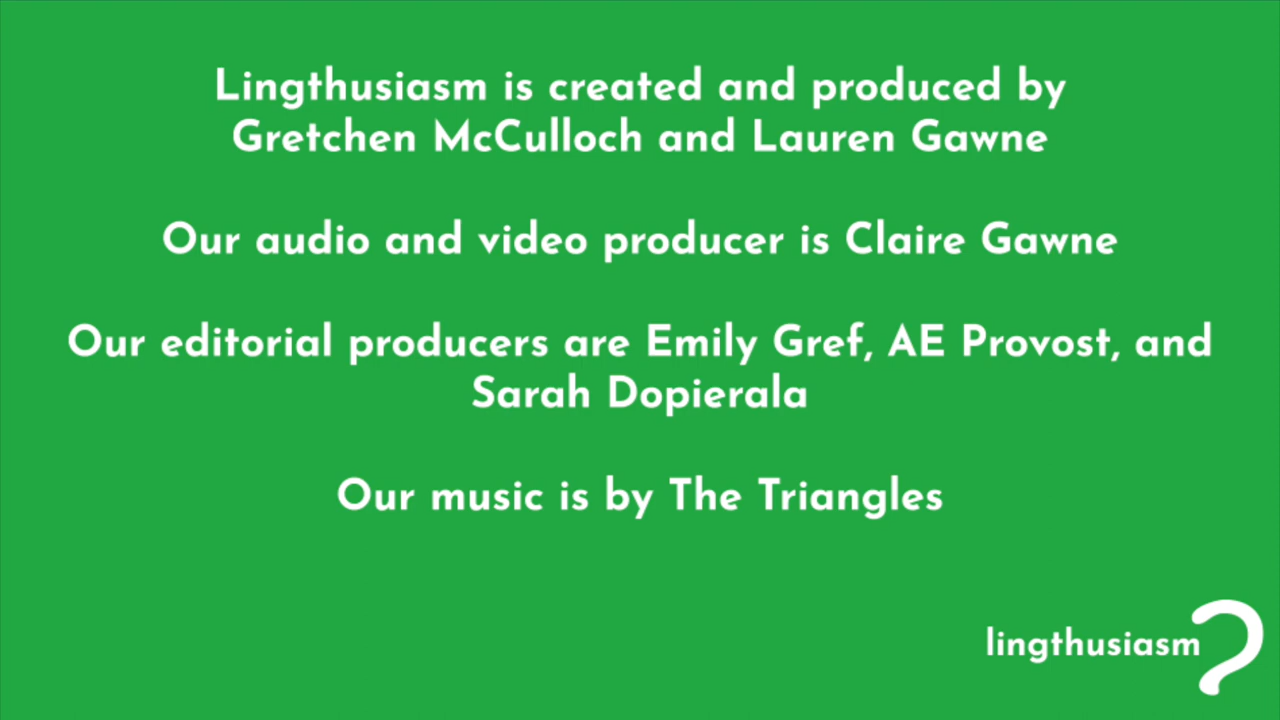 Lingthusiasm is created and produced by
Gretchen McCulloch and Lauren Gawne
Our audio and video producer is Claire Gawne
Our editorial producers are Emily Gref, AE Provost, and
Sarah Dopierala
Our music is by The Triangles
lingthusiasm